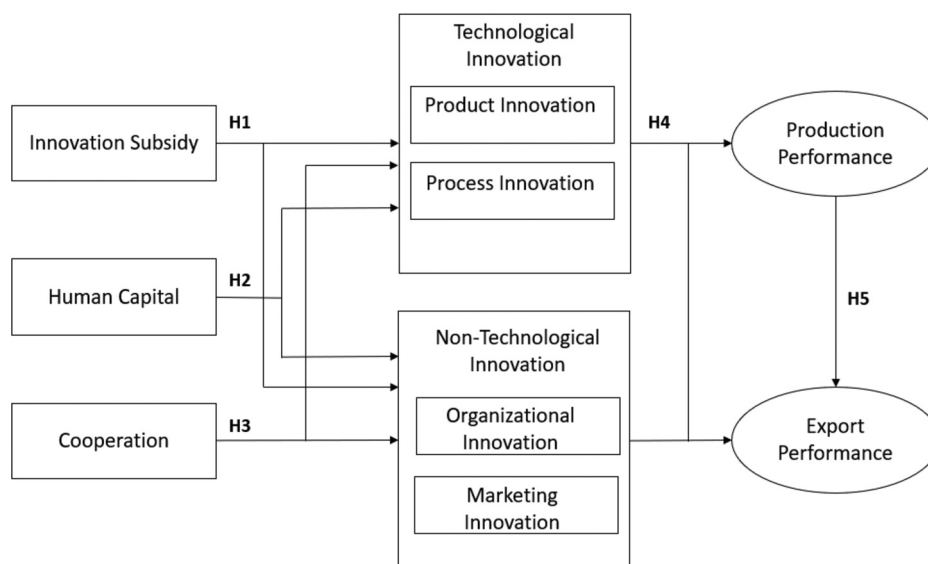 Technological
Innovation
Product Innovation
Process Innovation
Innovation Subsidy
H1
Human Capital
H2
Cooperation
H3
Non-Technological
Innovation
Organizational
Innovation
Marketing
Innovation
H4
Production
Performance
H5
Export
Performance